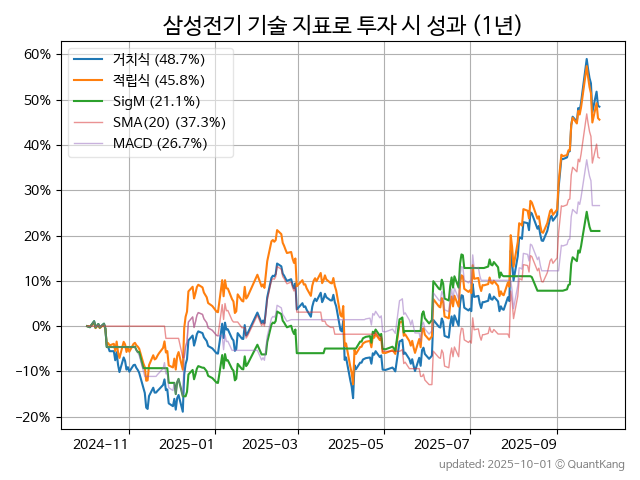 삼성전기 기술 지표로 투자 시 성과 (1년)
60%
50%
40%
30%
20%
10%
0%
−10%
−20%
거치식 (48.7%)
적립식 (45.8%)
SigM (21.1%)
SMA(20) (37.3%)
MACD (26.7%)
2024-11 2025-01 2025-03 2025-05 2025-07 2025-09
updated: 2025-10-01 © QuantKang